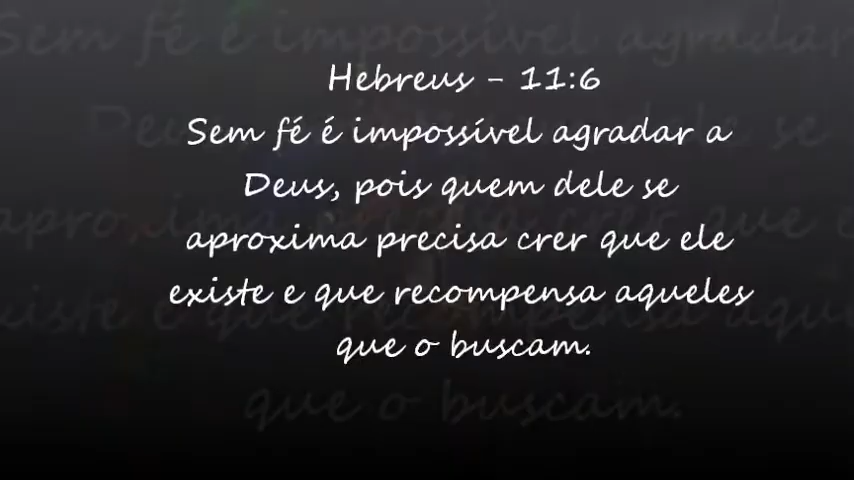 Hebreus - 11:6
Sem fé é impossível agradar a
Deus, pois quem dele se
aproxima precisa crer que ele
existe e que recompensa aqueles
que o buscam.